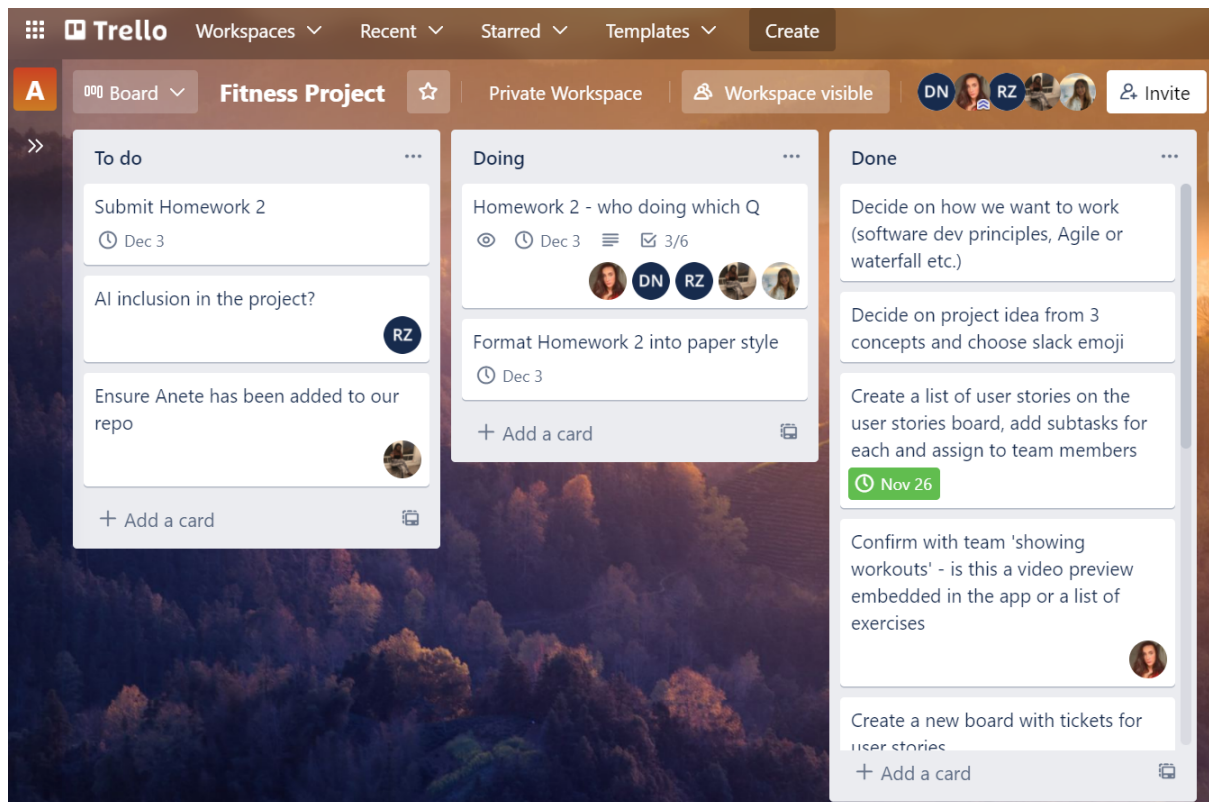 Trello
Workspaces
Recent
Starred
Templates
Create
A
Board
Fitness Project
Private Workspace
Workspace visible
DN
RZ
Invite
To do
Submit Homework 2
Dec 3
AI inclusion in the project?
RZ
Ensure Anete has been added to our
repo
+ Add a card
Doing
Homework 2 - who doing which Q
Dec 3
3/6
DN
RZ
Format Homework 2 into paper style
Dec 3
+ Add a card
Done
Decide on how we want to work
(software dev principles, Agile or
waterfall etc.)
Decide on project idea from 3
concepts and choose slack emoji
Create a list of user stories on the
user stories board, add subtasks for
each and assign to team members
Nov 26
Confirm with team 'showing
workouts' - is this a video preview
embedded in the app or a list of
exercises
Create a new board with tickets for
user stories
+ Add a card